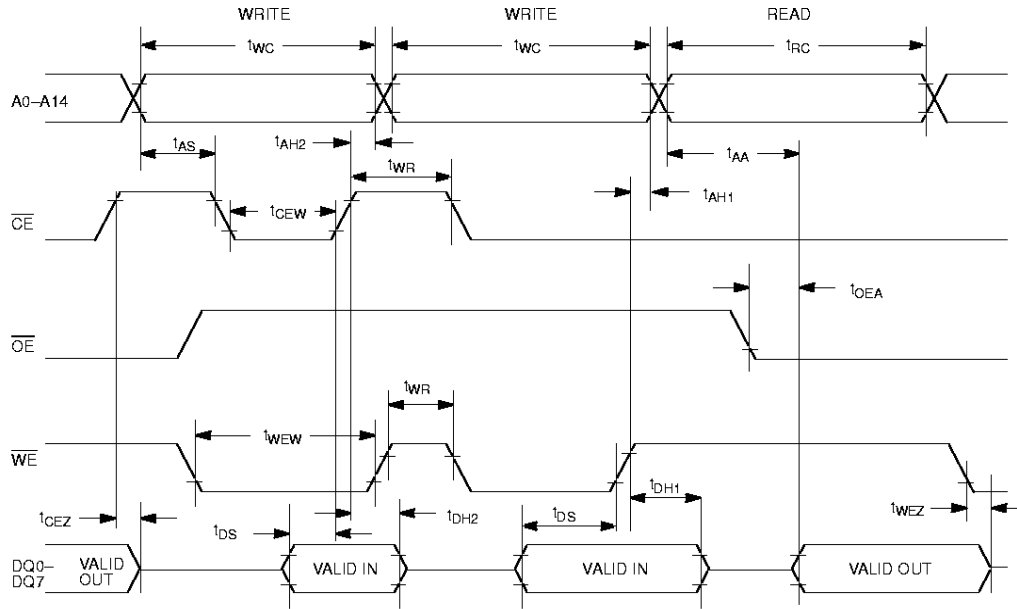 WRITE WRITE READ
tWC tWC tRC
A0–A14
tAS tAH2 tWR tAA tAH1
CE tCEW
tOEA
OE
tWR
tWEW
WE
tCEZ tDS tDH2 tDS tDH1 tWEZ
DQ0–
DQ7
VALID
OUT
VALID IN VALID IN VALID OUT